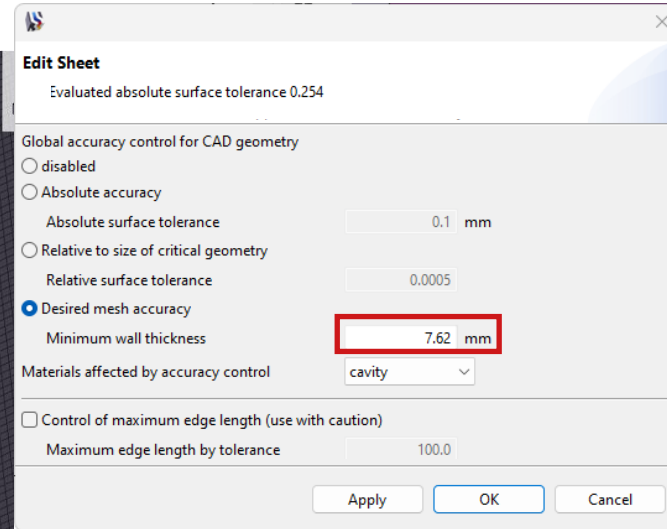 Edit Sheet
Evaluated absolute surface tolerance 0.254
Global accuracy control for CAD geometry
disabled
Absolute accuracy
Absolute surface tolerance 0.1 mm
Relative to size of critical geometry
Relative surface tolerance 0.0005
Desired mesh accuracy
Minimum wall thickness 7.62 mm
Materials affected by accuracy control cavity
Control of maximum edge length (use with caution)
Maximum edge length by tolerance 100.0
Apply OK Cancel